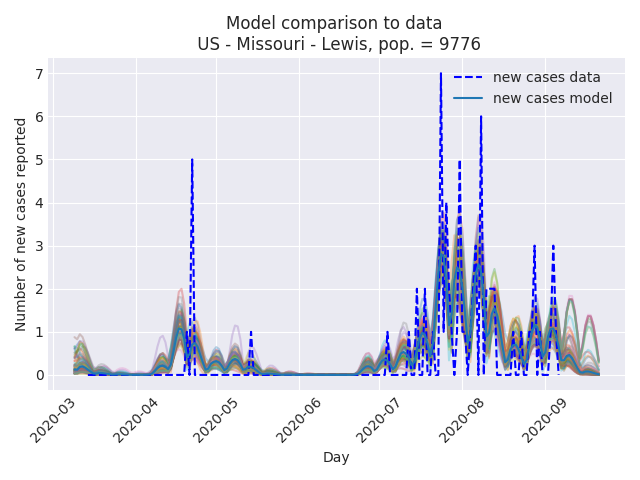 Model comparison to data
US - Missouri - Lewis, pop. = 9776
new cases data
new cases model
Number of new cases reported
7
6
5
4
3
2
1
0
2020-03
2020-04
2020-05
2020-06
2020-07
2020-08
2020-09
Day